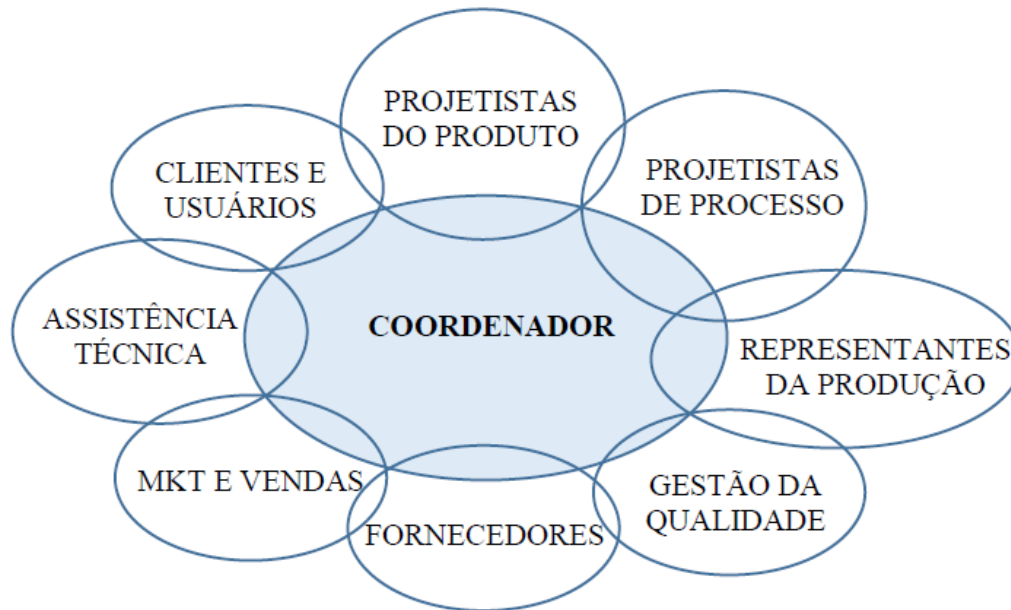 PROJETISTAS
DO PRODUTO
PROJETISTAS
DE PROCESSO
CLIENTES E
USUÁRIOS
ASSISTÊNCIA
TÉCNICA
COORDENADOR
REPRESENTANTES
DA PRODUÇÃO
MKT E VENDAS
FORNECEDORES
GESTÃO DA
QUALIDADE